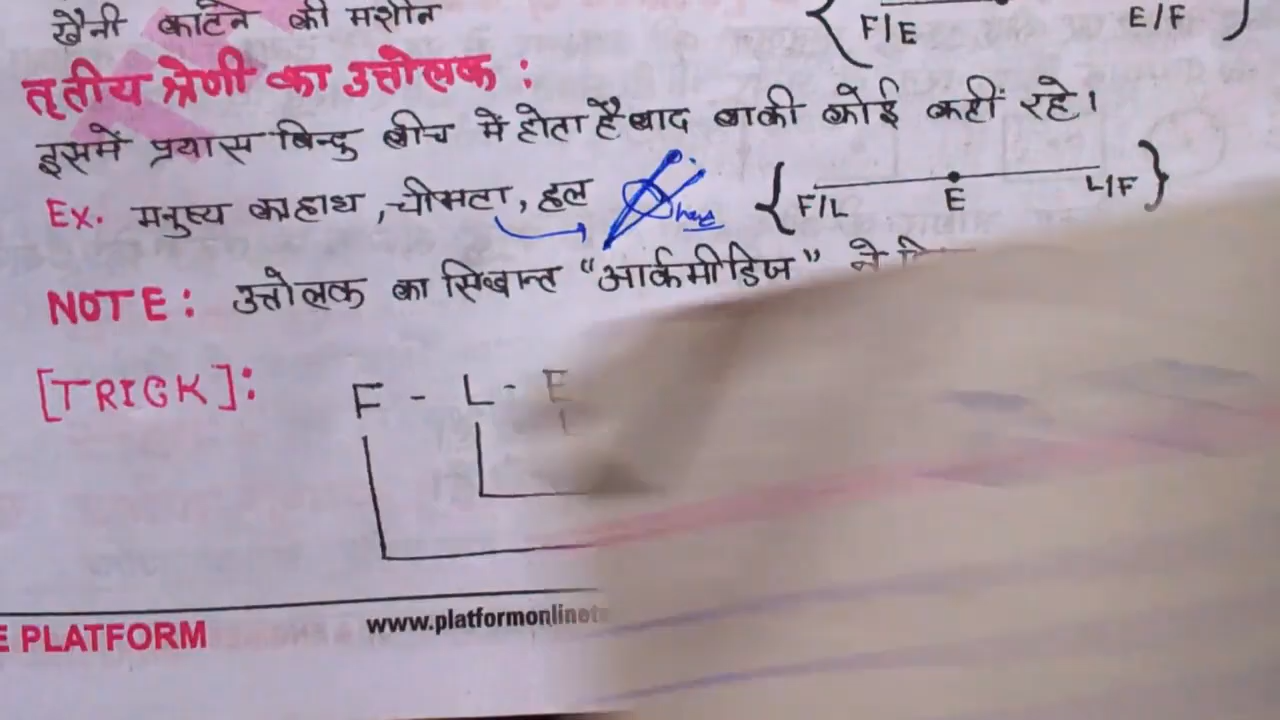 खैनी काटने की मशीन
F/E E/F
तृतीय श्रेणी का उत्तोलक :
इसमें प्रयास बिन्दु बीच में होता है बाद बाकी कोई कहीं रहे।
Ex. मनुष्य का हाथ , चीमटा , हल
F/L E L/F
NOTE : उत्तोलक का सिद्धान्त “आर्कमीडिज” ने
[TRICK] : F - L - E
E PLATFORM www.platformonlinet